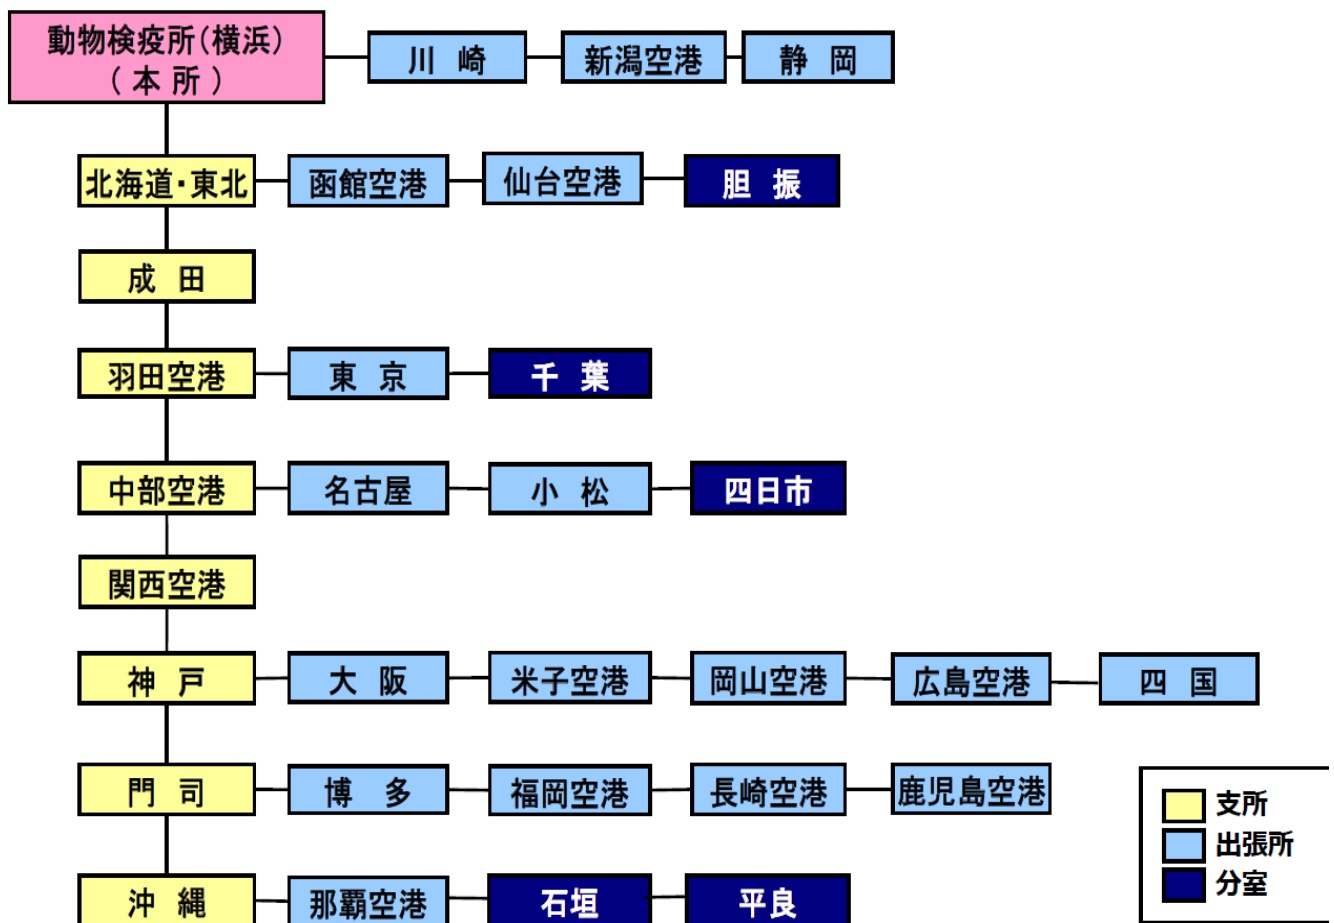 動物検疫所(横浜)
(本所)
川崎
新潟空港
静岡
北海道・東北
函館空港
仙台空港
胆振
成田
羽田空港
東京
千葉
中部空港
名古屋
小松
四日市
関西空港
神戸
大阪
米子空港
岡山空港
広島空港
四国
門司
博多
福岡空港
長崎空港
鹿児島空港
沖縄
那覇空港
石垣
平良
支所
出張所
分室